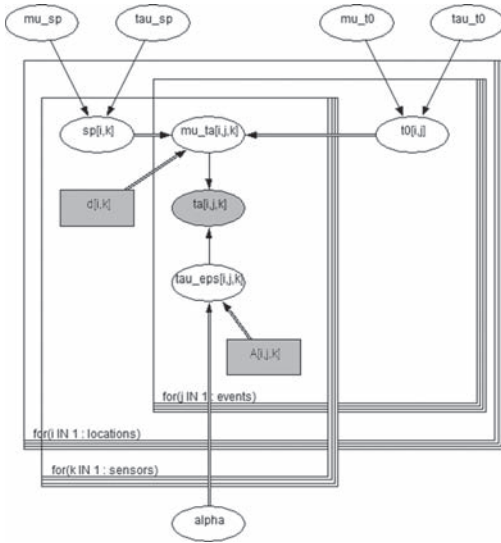 mu_sp
tau_sp
mu_t0
tau_t0
sp[i,k]
mu_ta[i,j,k]
t0[i,j]
d[i,k]
ta[i,j,k]
tau_eps[i,j,k]
A[i,j,k]
for(j IN 1 : events)
for(i IN 1 : locations)
for(k IN 1 : sensors)
alpha